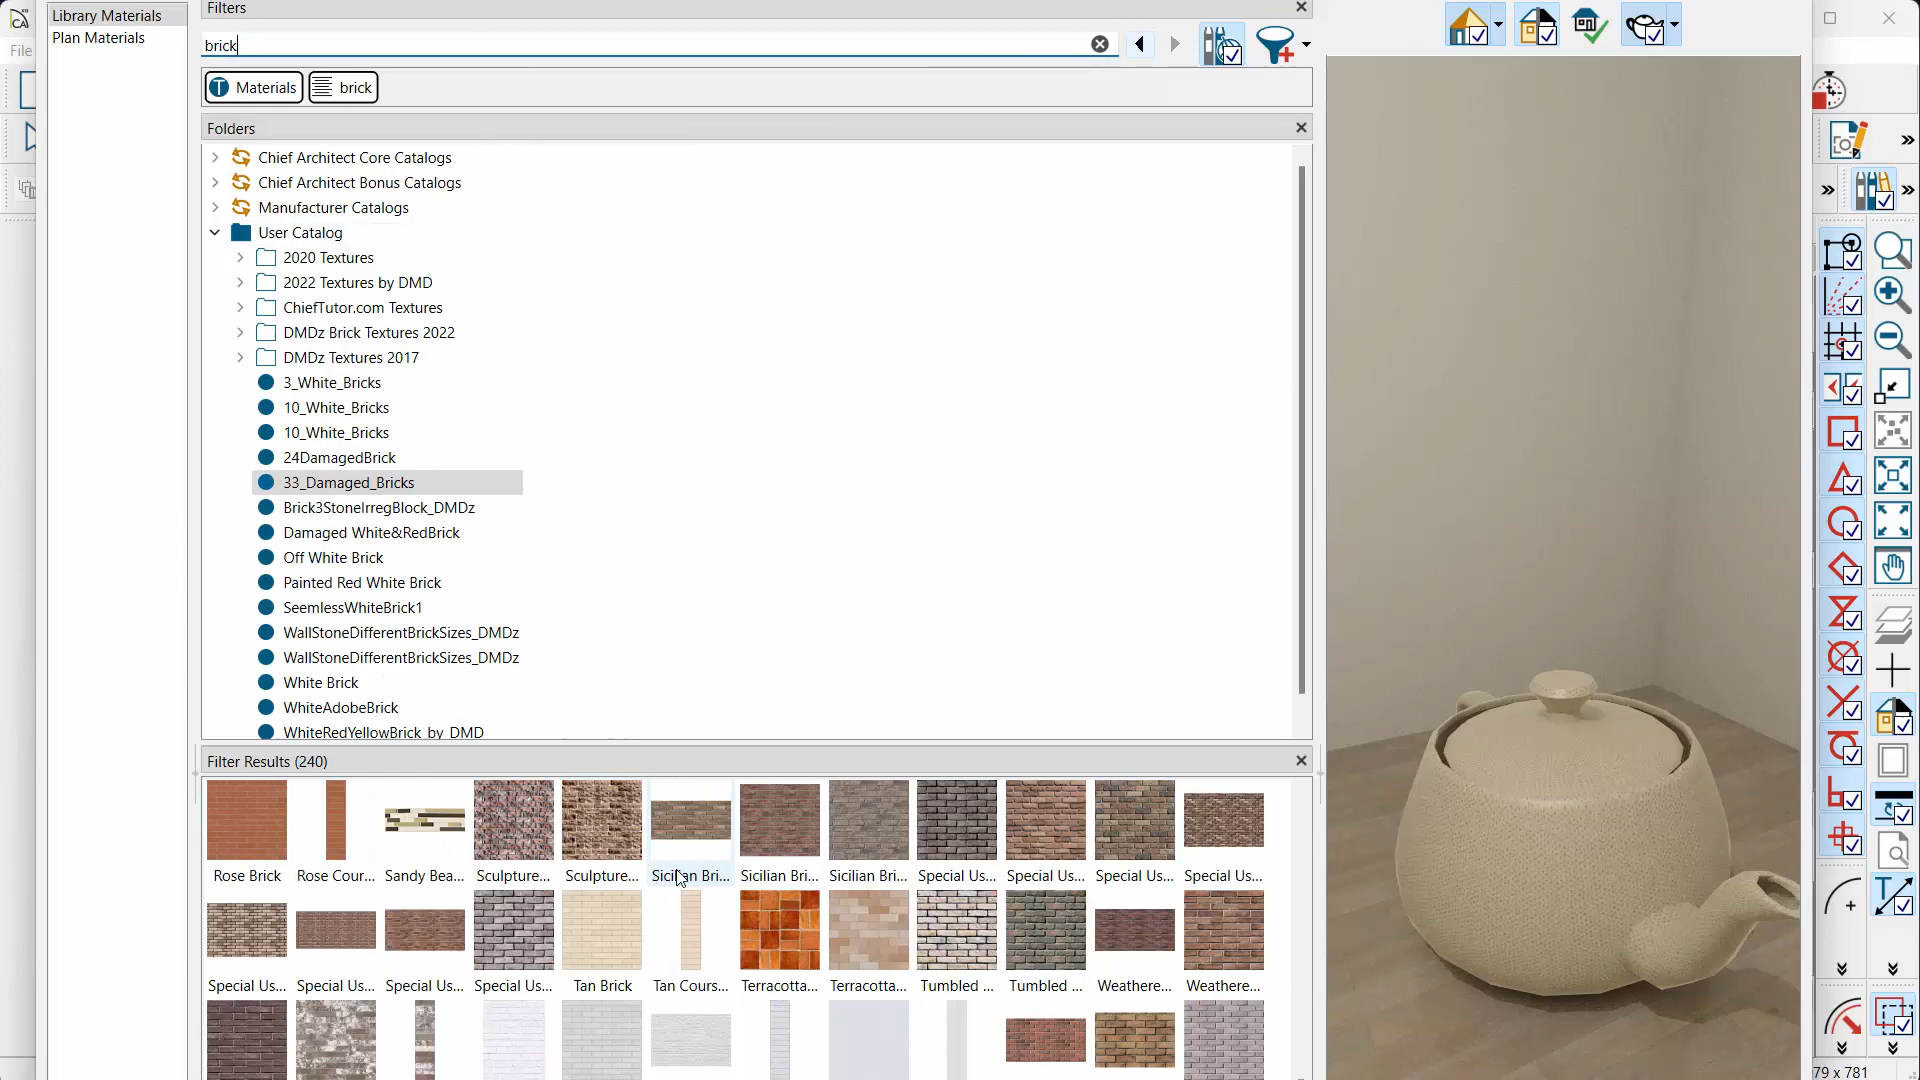 CA
File
Library Materials
Plan Materials
Filters
brick
T Materials
brick
Folders
Chief Architect Core Catalogs
Chief Architect Bonus Catalogs
Manufacturer Catalogs
User Catalog
2020 Textures
2022 Textures by DMD
ChiefTutor.com Textures
DMDz Brick Textures 2022
DMDz Textures 2017
3_White_Bricks
10_White_Bricks
10_White_Bricks
24DamagedBrick
33_Damaged_Bricks
Brick3StoneIrregBlock_DMDz
Damaged White&RedBrick
Off White Brick
Painted Red White Brick
SeemlessWhiteBrick1
WallStoneDifferentBrickSizes_DMDz
WallStoneDifferentBrickSizes_DMDz
White Brick
WhiteAdobeBrick
WhiteRedYellowBrick_by_DMD
Filter Results (240)
Rose Brick Rose Cour... Sandy Bea... Sculpture... Sculpture... Sicilian Bri... Sicilian Bri... Sicilian Bri... Special Us... Special Us... Special Us... Special Us...
Special Us... Special Us... Special Us... Special Us... Tan Brick Tan Cours... Terracotta... Terracotta... Tumbled ... Tumbled ... Weathere... Weathere...
T
79 x 781